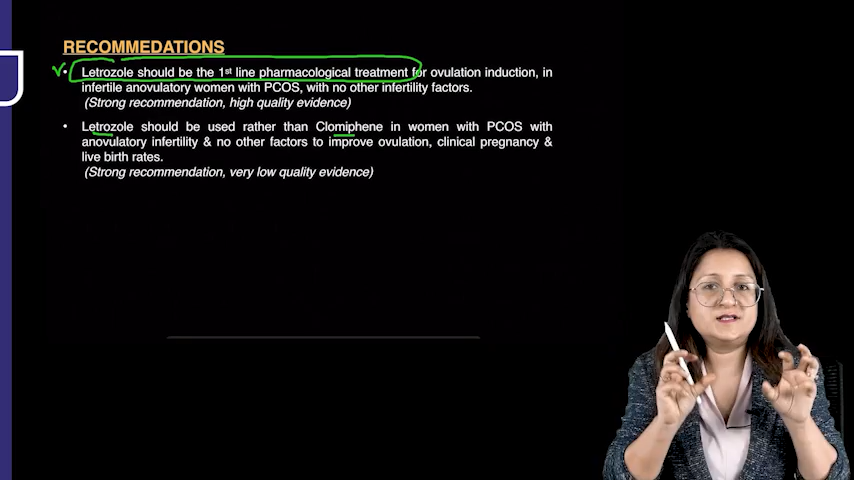 RECOMMEDATIONS
• Letrozole should be the 1st line pharmacological treatment for ovulation induction, in
infertile anovulatory women with PCOS, with no other infertility factors.
(Strong recommendation, high quality evidence)
• Letrozole should be used rather than Clomiphene in women with PCOS with
anovulatory infertility & no other factors to improve ovulation, clinical pregnancy &
live birth rates.
(Strong recommendation, very low quality evidence)